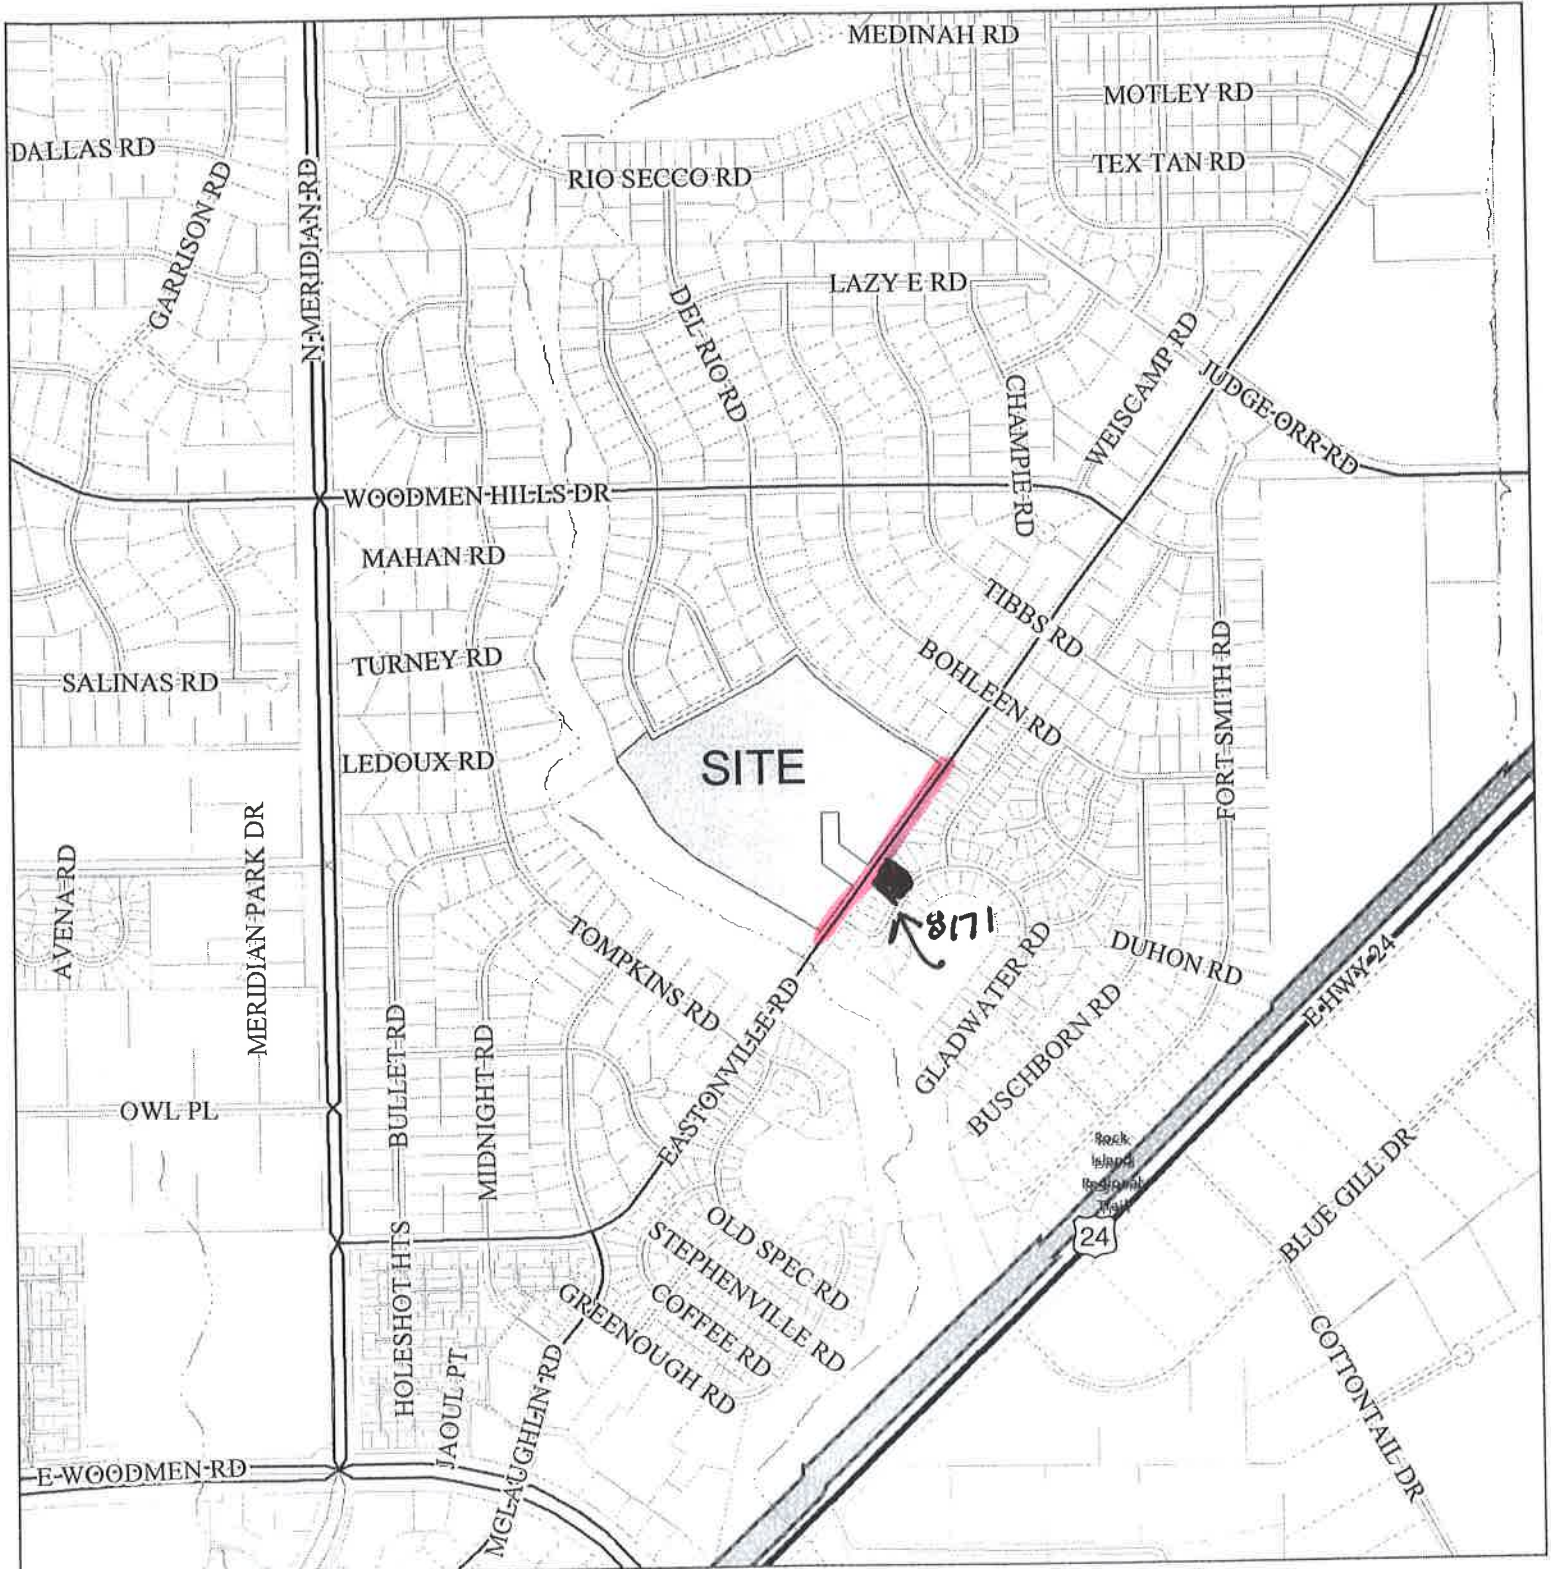 MEDINAH RD
MOTLEY RD
DALLAS RD
TEX TAN RD
RIO SECCO RD
GARRISON RD
N MERIDIAN RD
LAZY E RD
DEL RIO RD
WEISCAMP RD
JUDGE ORR RD
CHAMPIE RD
WOODMEN HILLS DR
MAHAN RD
TIBBS RD
TURNEY RD
BOHLEEN RD
SALINAS RD
FORT SMITH RD
LEDOUX RD
SITE
AVENA RD
MERIDIAN PARK DR
8171
TOMPKINS RD
DUHON RD
GLADWATER RD
E HWY 24
BULLET RD
MIDNIGHT RD
EASTONVILLE RD
BUSCHBORN RD
OWL PL
Rock
Island
Regional
Trail
24
BLUE GILL DR
OLD SPEC RD
STEPHENVILLE RD
COFFEE RD
GREENOUGH RD
HOLESHOT HTS
JAOUL PT
MCLAUGHLIN RD
COTTONTAIL DR
E WOODMEN RD